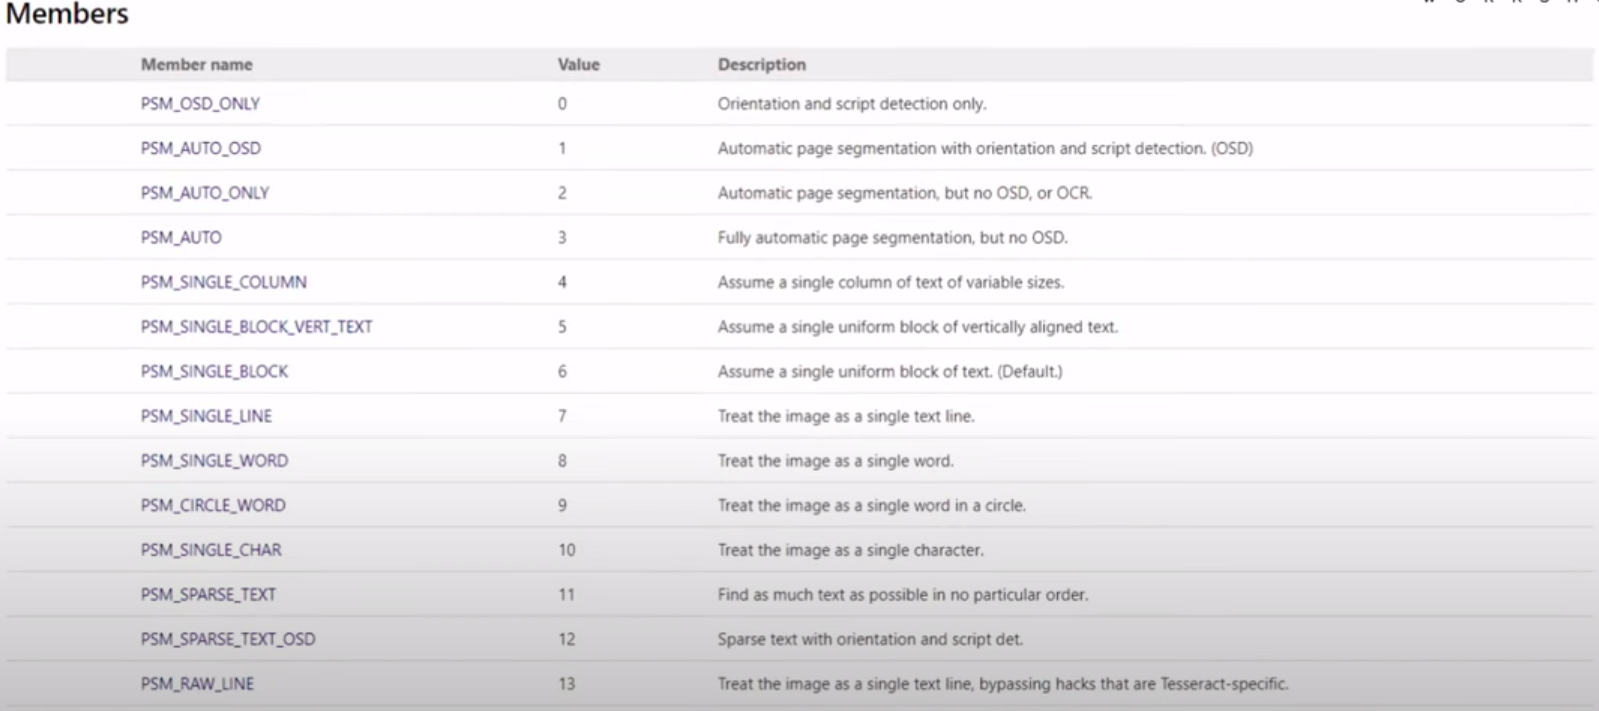 Members
Member name Value Description
PSM_OSD_ONLY 0 Orientation and script detection only.
PSM_AUTO_OSD 1 Automatic page segmentation with orientation and script detection. (OSD)
PSM_AUTO_ONLY 2 Automatic page segmentation, but no OSD, or OCR.
PSM_AUTO 3 Fully automatic page segmentation, but no OSD.
PSM_SINGLE_COLUMN 4 Assume a single column of text of variable sizes.
PSM_SINGLE_BLOCK_VERT_TEXT 5 Assume a single uniform block of vertically aligned text.
PSM_SINGLE_BLOCK 6 Assume a single uniform block of text. (Default.)
PSM_SINGLE_LINE 7 Treat the image as a single text line.
PSM_SINGLE_WORD 8 Treat the image as a single word.
PSM_CIRCLE_WORD 9 Treat the image as a single word in a circle.
PSM_SINGLE_CHAR 10 Treat the image as a single character.
PSM_SPARSE_TEXT 11 Find as much text as possible in no particular order.
PSM_SPARSE_TEXT_OSD 12 Sparse text with orientation and script det.
PSM_RAW_LINE 13 Treat the image as a single text line, bypassing hacks that are Tesseract-specific.